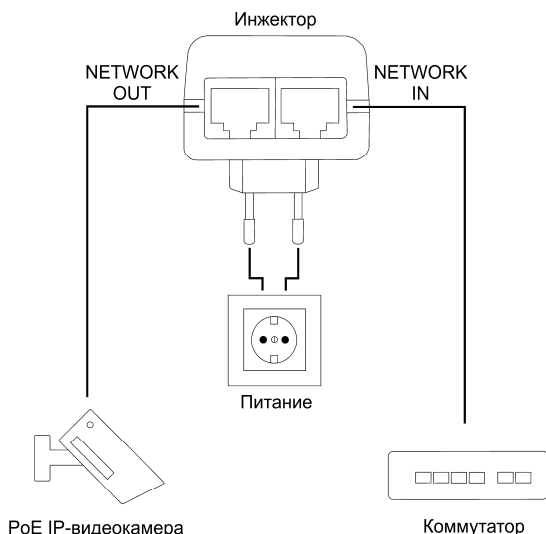 Инжектор
NETWORK
OUT
NETWORK
IN
Питание
PoE IP-видеокамера
Коммутатор